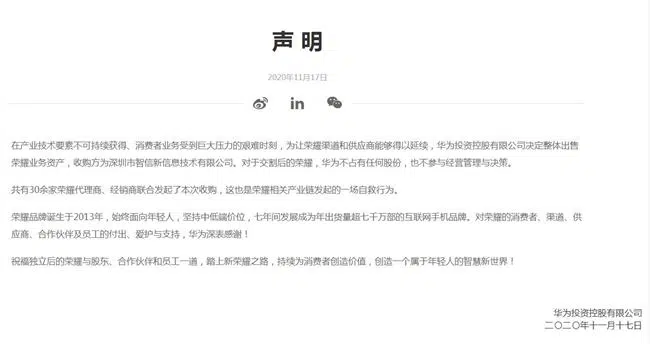 声 明
2020年11月17日
在产业技术要素不可持续获得、消费者业务受到巨大压力的艰难时刻，为让荣耀渠道和供应商能够得以延续，华为投资控股有限公司决定整体出售
荣耀业务资产，收购方为深圳市智信新信息技术有限公司。对于交割后的荣耀，华为不占有任何股份，也不参与经营管理与决策。
共有30余家荣耀代理商、经销商联合发起了本次收购，这也是荣耀相关产业链发起的一场自救行为。
荣耀品牌诞生于2013年，始终面向年轻人，坚持中低端价位，七年间发展成为年出货量超七千万部的互联网手机品牌。对荣耀的消费者、渠道、供
应商、合作伙伴及员工的付出、爱护与支持，华为深表感谢！
祝福独立后的荣耀与股东、合作伙伴和员工一道，踏上新荣耀之路，持续为消费者创造价值，创造一个属于年轻人的智慧新世界！
华为投资控股有限公司
二〇二〇年十一月十七日